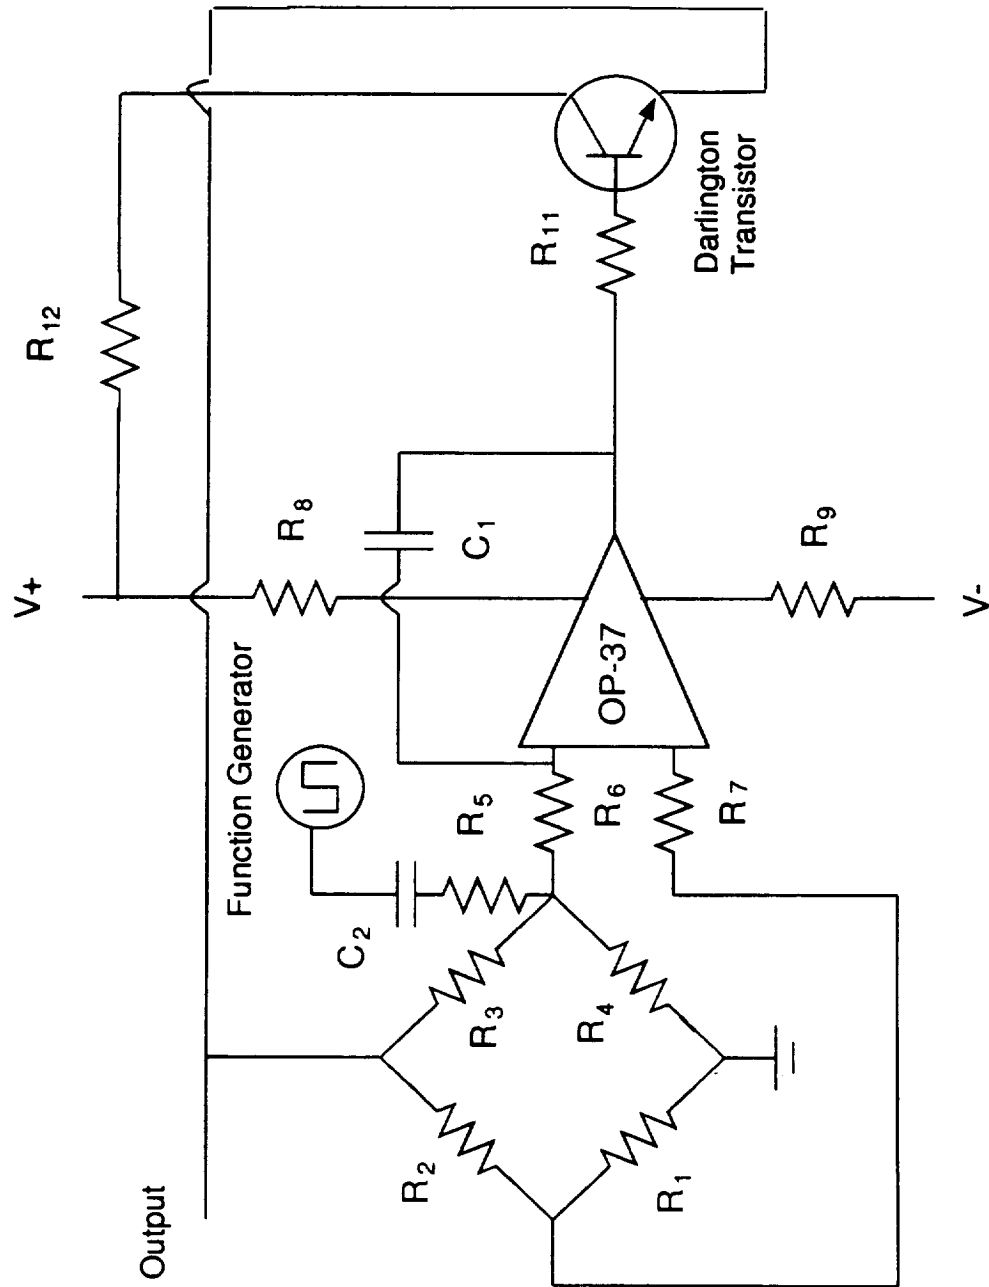 Output
V+
R12
Function Generator
R8
C1
C2
R5
R11
R2
R3
R6
OP-37
Darlington
Transistor
R1
R4
R7
R9
V-